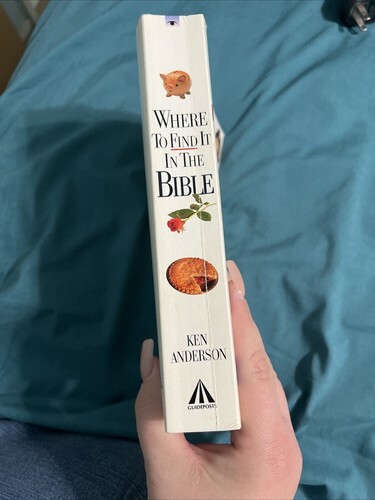 WHERE
TO FIND IT
IN THE
BIBLE
KEN
ANDERSON
GUIDEPOSTS